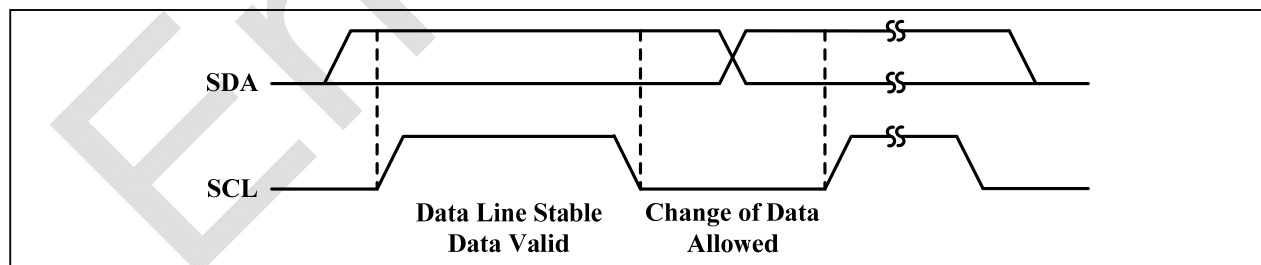 SDA
SCL
Data Line Stable
Data Valid
Change of Data
Allowed